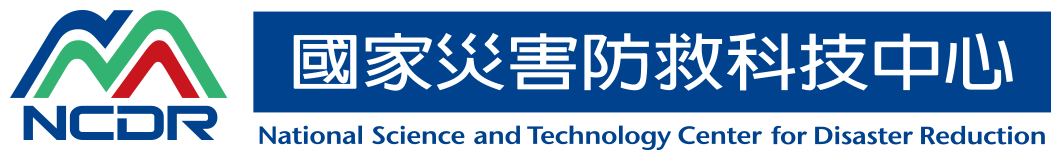 NCDR
國家災害防救科技中心
National Science and Technology Center for Disaster Reduction